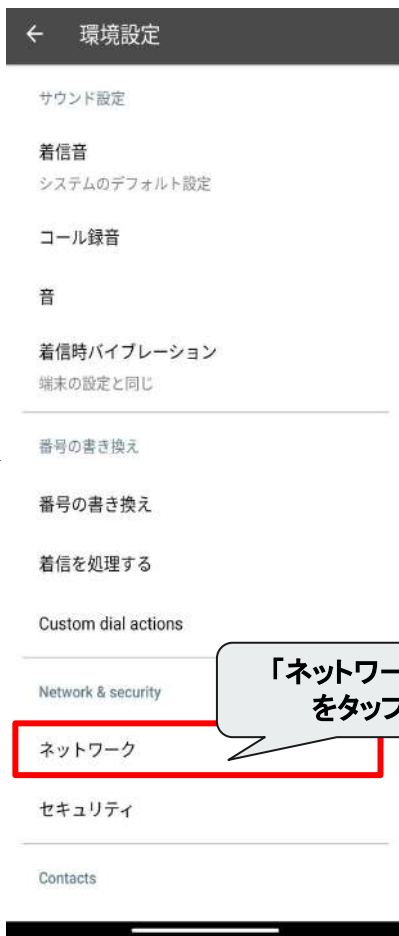 ← 環境設定
サウンド設定
着信音
システムのデフォルト設定
コール録音
音
着信時バイブレーション
端末の設定と同じ
番号の書き換え
番号の書き換え
着信を処理する
Custom dial actions
「ネットワー
をタップ
Network & security
ネットワーク
セキュリティ
Contacts